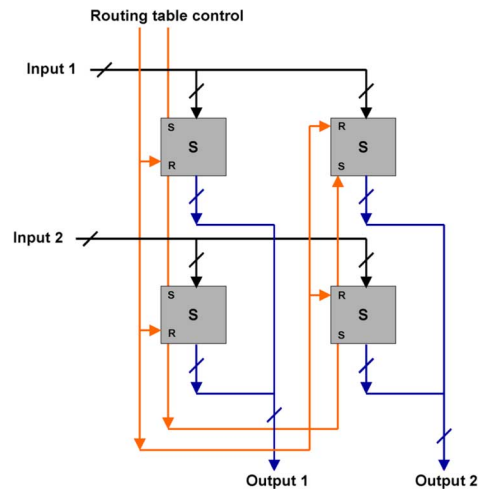 Routing table control
Input 1
S
S
R
R
S
S
Input 2
S
S
R
R
S
S
Output 1
Output 2